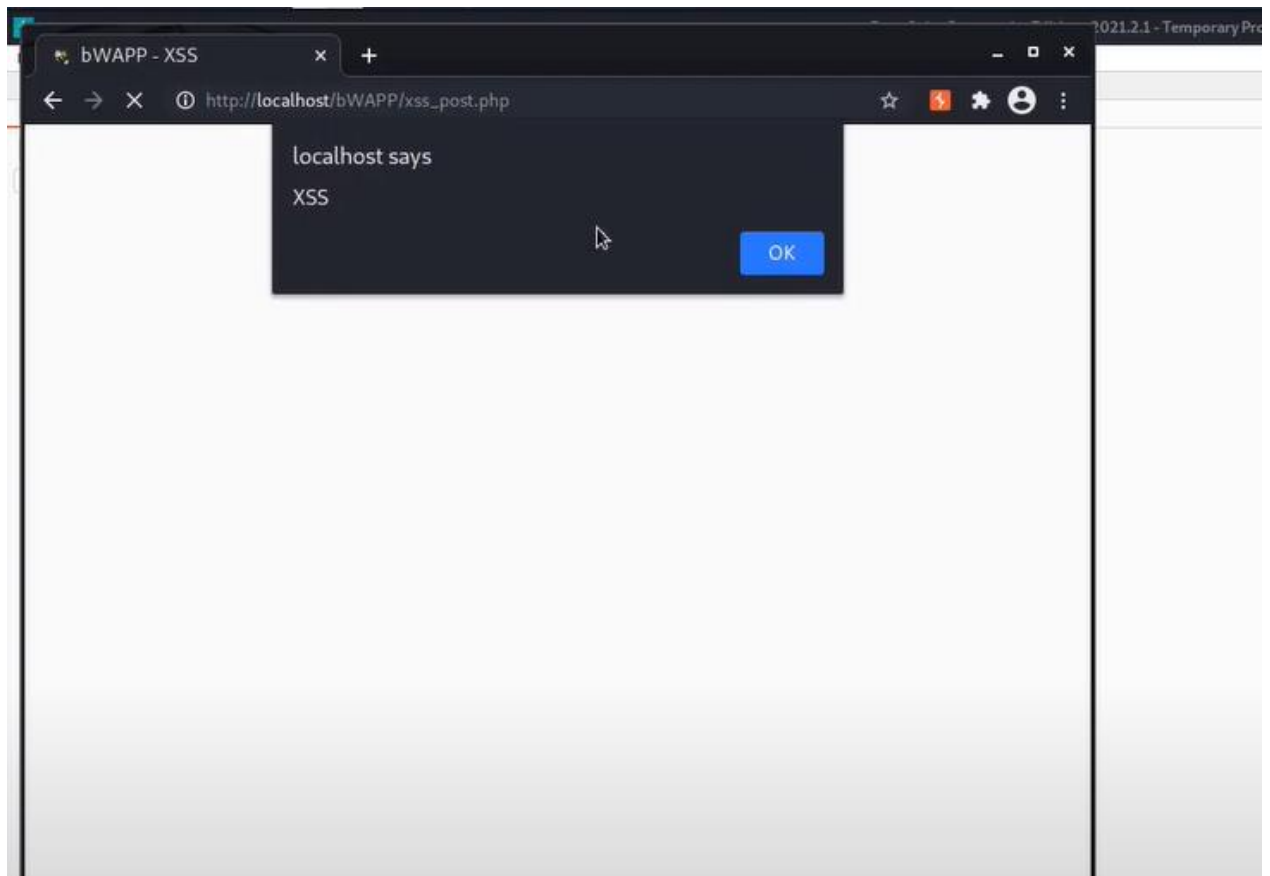 2021.2.1 - Temporary Pro
bWAPP - XSS
http://localhost/bWAPP/xss_post.php
localhost says
XSS
OK